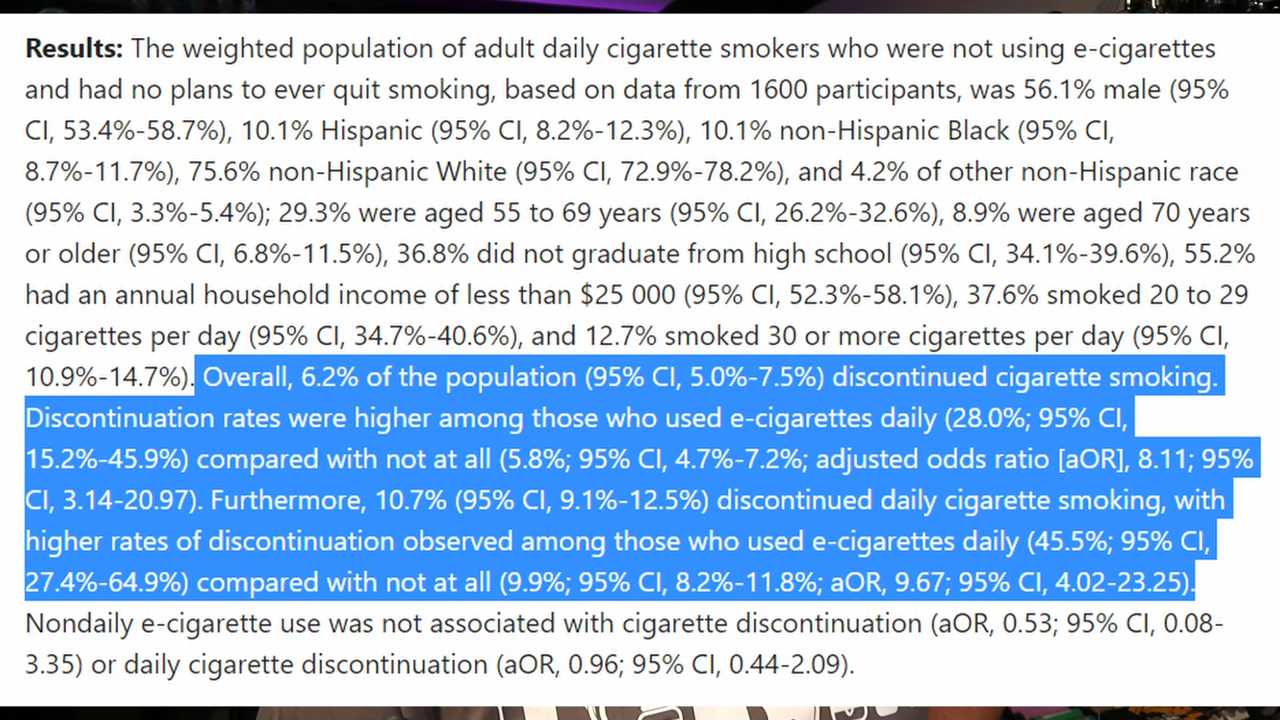 Results: The weighted population of adult daily cigarette smokers who were not using e-cigarettes
and had no plans to ever quit smoking, based on data from 1600 participants, was 56.1% male (95%
CI, 53.4%-58.7%), 10.1% Hispanic (95% CI, 8.2%-12.3%), 10.1% non-Hispanic Black (95% CI,
8.7%-11.7%), 75.6% non-Hispanic White (95% CI, 72.9%-78.2%), and 4.2% of other non-Hispanic race
(95% CI, 3.3%-5.4%); 29.3% were aged 55 to 69 years (95% CI, 26.2%-32.6%), 8.9% were aged 70 years
or older (95% CI, 6.8%-11.5%), 36.8% did not graduate from high school (95% CI, 34.1%-39.6%), 55.2%
had an annual household income of less than $25 000 (95% CI, 52.3%-58.1%), 37.6% smoked 20 to 29
cigarettes per day (95% CI, 34.7%-40.6%), and 12.7% smoked 30 or more cigarettes per day (95% CI,
10.9%-14.7%). Overall, 6.2% of the population (95% CI, 5.0%-7.5%) discontinued cigarette smoking.
Discontinuation rates were higher among those who used e-cigarettes daily (28.0%; 95% CI,
15.2%-45.9%) compared with not at all (5.8%; 95% CI, 4.7%-7.2%; adjusted odds ratio [aOR], 8.11; 95%
CI, 3.14-20.97). Furthermore, 10.7% (95% CI, 9.1%-12.5%) discontinued daily cigarette smoking, with
higher rates of discontinuation observed among those who used e-cigarettes daily (45.5%; 95% CI,
27.4%-64.9%) compared with not at all (9.9%; 95% CI, 8.2%-11.8%; aOR, 9.67; 95% CI, 4.02-23.25).
Nondaily e-cigarette use was not associated with cigarette discontinuation (aOR, 0.53; 95% CI, 0.08-
3.35) or daily cigarette discontinuation (aOR, 0.96; 95% CI, 0.44-2.09).